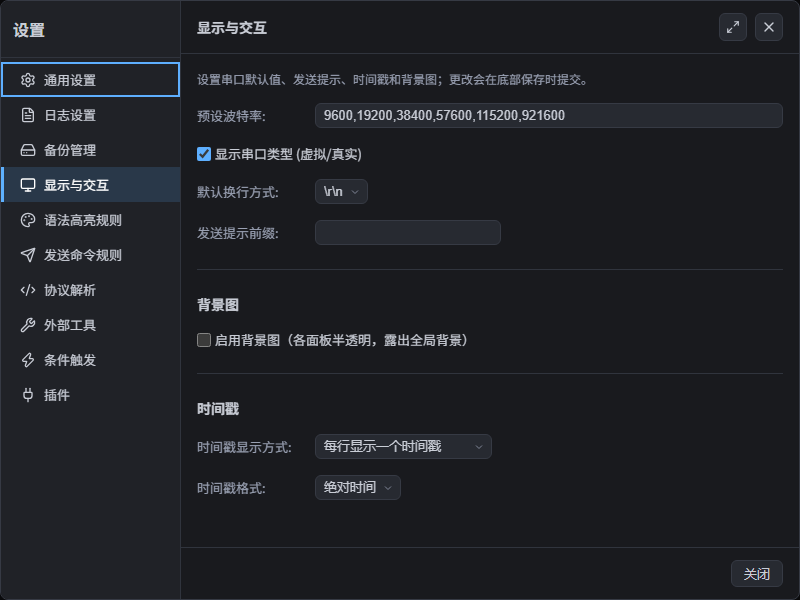 设置
通用设置
日志设置
备份管理
显示与交互
语法高亮规则
发送命令规则
协议解析
外部工具
条件触发
插件
显示与交互
设置串口默认值、发送提示、时间戳和背景图；更改会在底部保存时提交。
预设波特率:
9600,19200,38400,57600,115200,921600
显示串口类型 (虚拟/真实)
默认换行方式:
\r\n
发送提示前缀:
背景图
启用背景图（各面板半透明，露出全局背景）
时间戳
时间戳显示方式:
每行显示一个时间戳
时间戳格式:
绝对时间
关闭